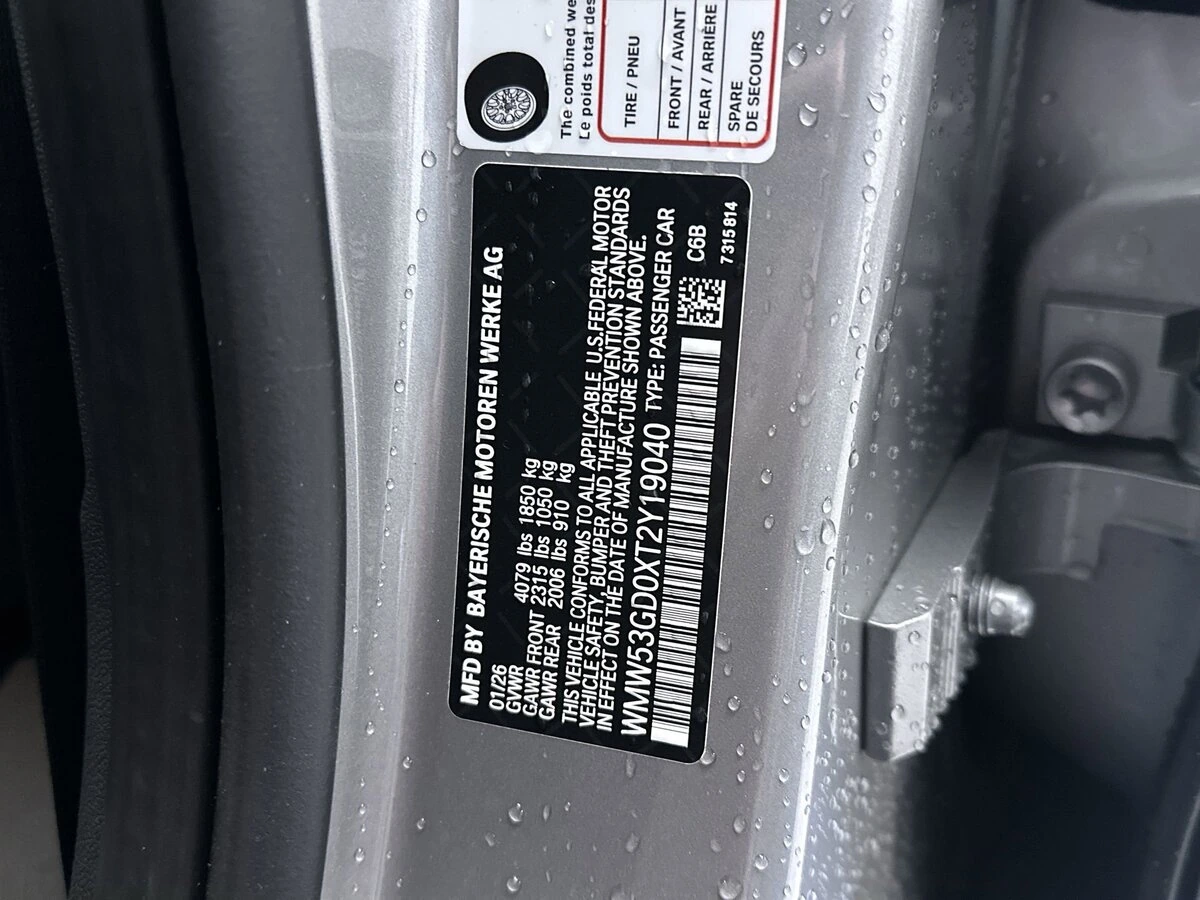 The combined we
Le poids total des
TIRE / PNEU
FRONT / AVANT
REAR / ARRIÈRE
SPARE
DE SECOURS
MFD BY BAYERISCHE MOTOREN WERKE AG
01/26
GVWR 4079 lbs 1850 kg
GAWR FRONT 2315 lbs 1050 kg
GAWR REAR 2006 lbs 910 kg
THIS VEHICLE CONFORMS TO ALL APPLICABLE U.S.FEDERAL MOTOR
VEHICLE SAFETY, BUMPER AND THEFT PREVENTION STANDARDS
IN EFFECT ON THE DATE OF MANUFACTURE SHOWN ABOVE.
WMW53GD0XT2Y19040 TYPE: PASSENGER CAR
C6B
7315814